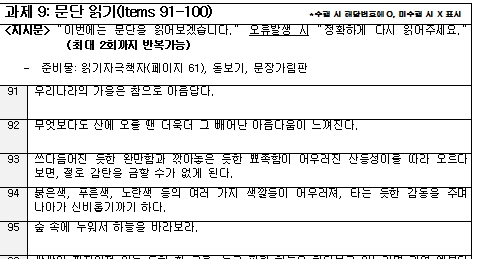 과제 9: 문단 읽기(Items 91-100) *수행 시 해당번호에 O, 미수행 시 X 표시
<지시문> "이번에는 문단을 읽어보겠습니다." 오류발생 시 "정확하게 다시 읽어주세요."
(최대 2회까지 반복가능)
- 준비물: 읽기자극책자(페이지 61), 돋보기, 문장가림판
91 우리나라의 가을은 참으로 아름답다.
92 무엇보다도 산에 오를 땐 더욱더 그 빼어난 아름다움이 느껴진다.
93 쓰다듬어진 듯한 완만함과 깎아놓은 듯한 뾰족함이 어우러진 산등성이를 따라 오르다
보면, 절로 감탄을 금할 수가 없게 된다.
94 붉은색, 푸른색, 노란색 등의 여러 가지 색깔들이 어우러져, 타는 듯한 감동을 주며
나아가 신비롭기까지 하다.
95 숲 속에 누워서 하늘을 바라보라.